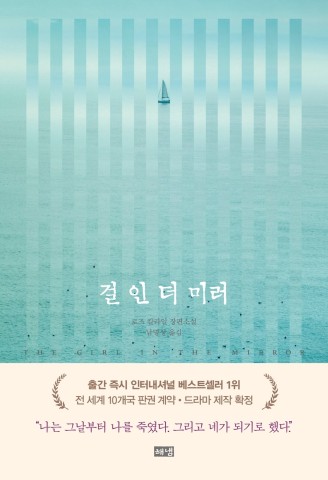 걸 인 더 미러
로즈 칼라일 장편소설
THE GIRL IN THE MIRROR
출간 즉시 인터내셔널 베스트셀러 1위
전 세계 10개국 판권 계약 · 드라마 제작 확정
“나는 그날부터 나를 죽였다. 그리고 네가 되기로 했다.”
해냄